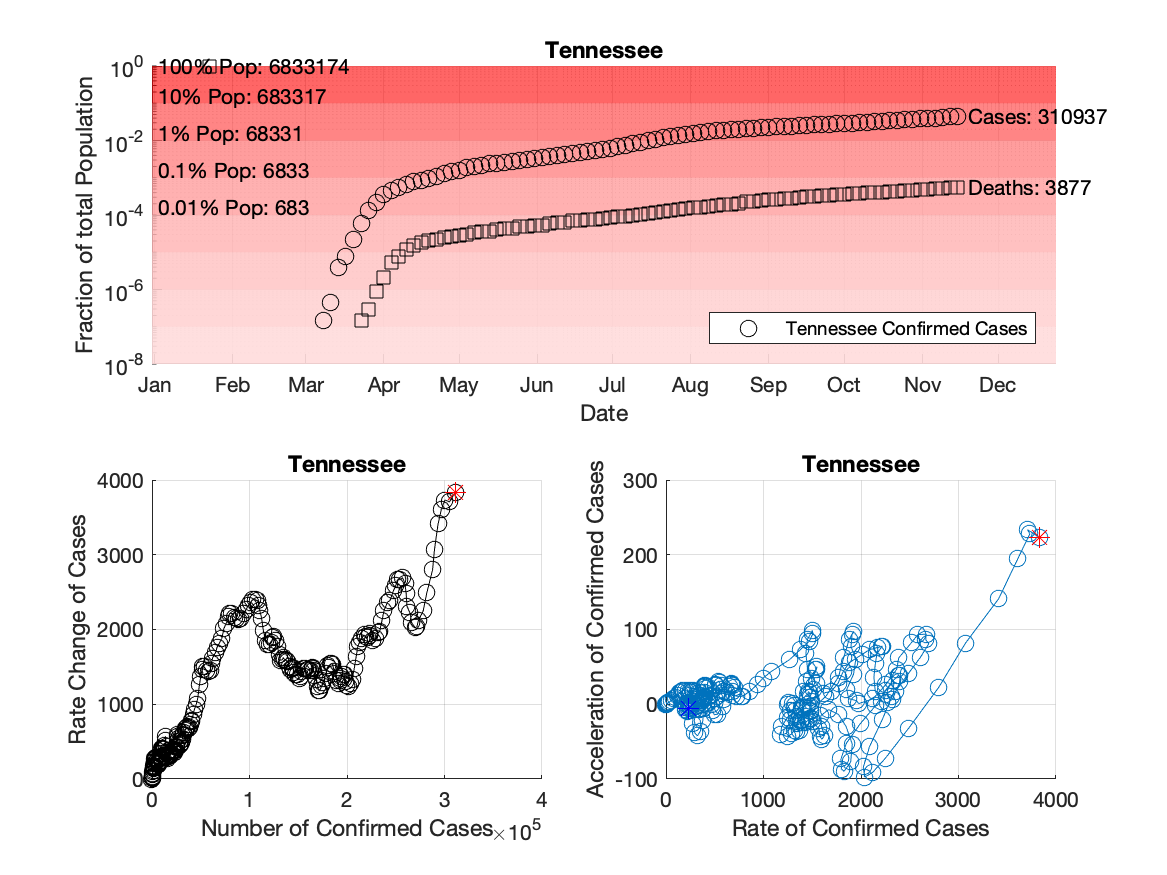 Tennessee
10^0
10^-2
10^-4
10^-6
10^-8
Fraction of total Population
100% Pop: 6833174
10% Pop: 683317
1% Pop: 68331
0.1% Pop: 6833
0.01% Pop: 683
Cases: 310937
Deaths: 3877
Tennessee Confirmed Cases
Jan Feb Mar Apr May Jun Jul Aug Sep Oct Nov Dec
Date
Tennessee
4000
3000
2000
1000
0
Rate Change of Cases
0 1 2 3 4
Number of Confirmed Cases ×10^5
Tennessee
300
200
100
0
-100
Acceleration of Confirmed Cases
0 1000 2000 3000 4000
Rate of Confirmed Cases